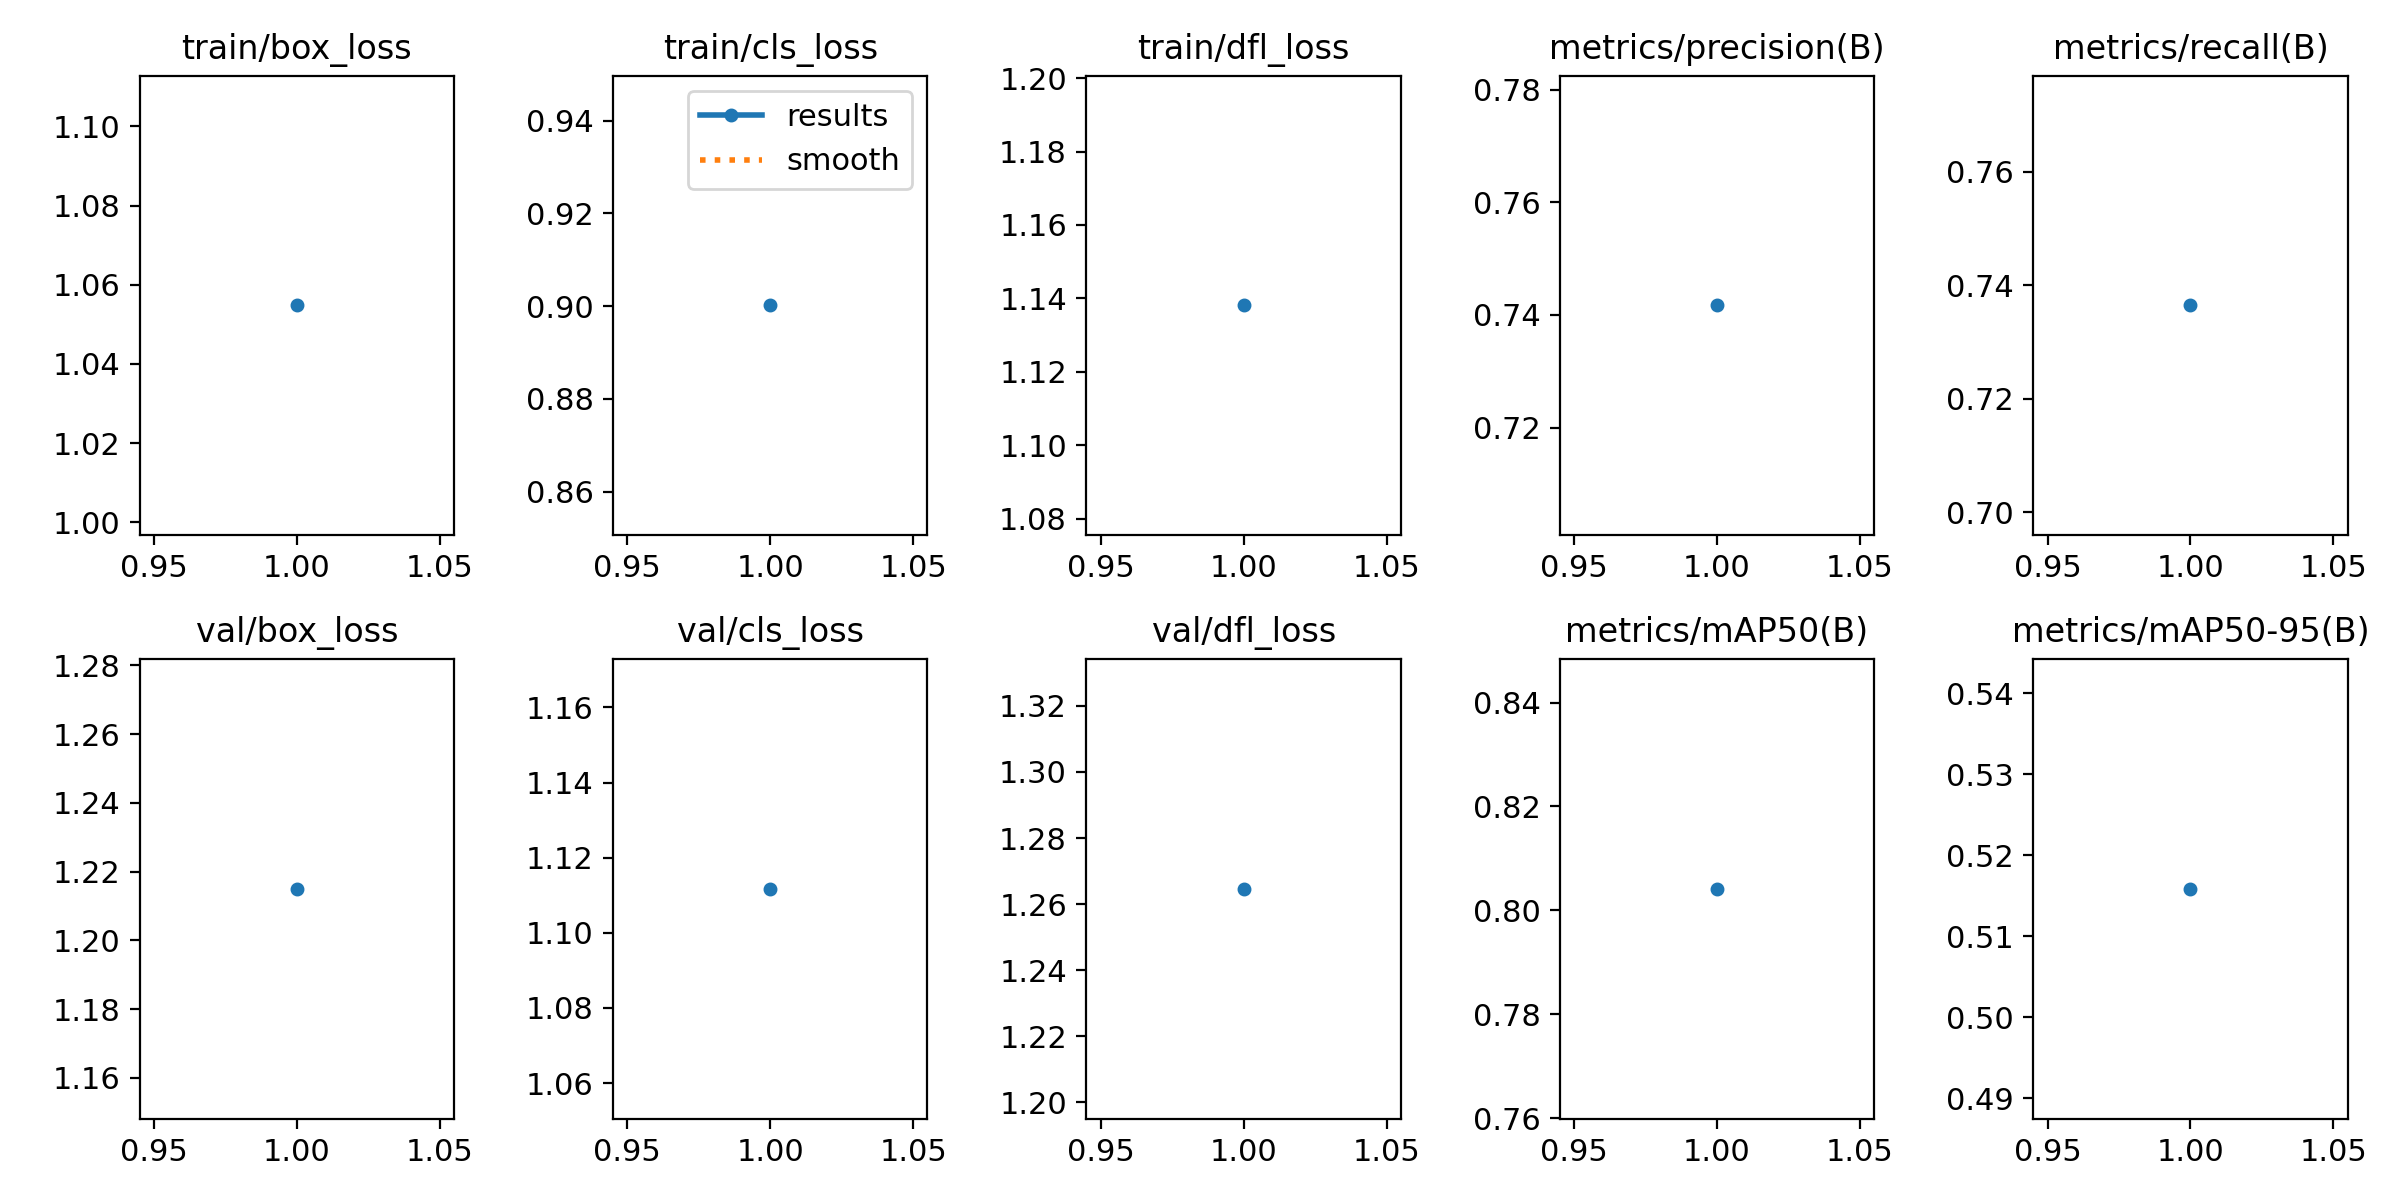 train/box_loss
train/cls_loss
train/dfl_loss
metrics/precision(B)
metrics/recall(B)
1.10
1.08
1.06
1.04
1.02
1.00
0.95 1.00 1.05
results
smooth
0.94
0.92
0.90
0.88
0.86
0.95 1.00 1.05
1.20
1.18
1.16
1.14
1.12
1.10
1.08
0.95 1.00 1.05
0.78
0.76
0.74
0.72
0.95 1.00 1.05
0.76
0.74
0.72
0.70
0.95 1.00 1.05
val/box_loss
val/cls_loss
val/dfl_loss
metrics/mAP50(B)
metrics/mAP50-95(B)
1.28
1.26
1.24
1.22
1.20
1.18
1.16
0.95 1.00 1.05
1.16
1.14
1.12
1.10
1.08
1.06
0.95 1.00 1.05
1.32
1.30
1.28
1.26
1.24
1.22
1.20
0.95 1.00 1.05
0.84
0.82
0.80
0.78
0.76
0.95 1.00 1.05
0.54
0.53
0.52
0.51
0.50
0.49
0.95 1.00 1.05